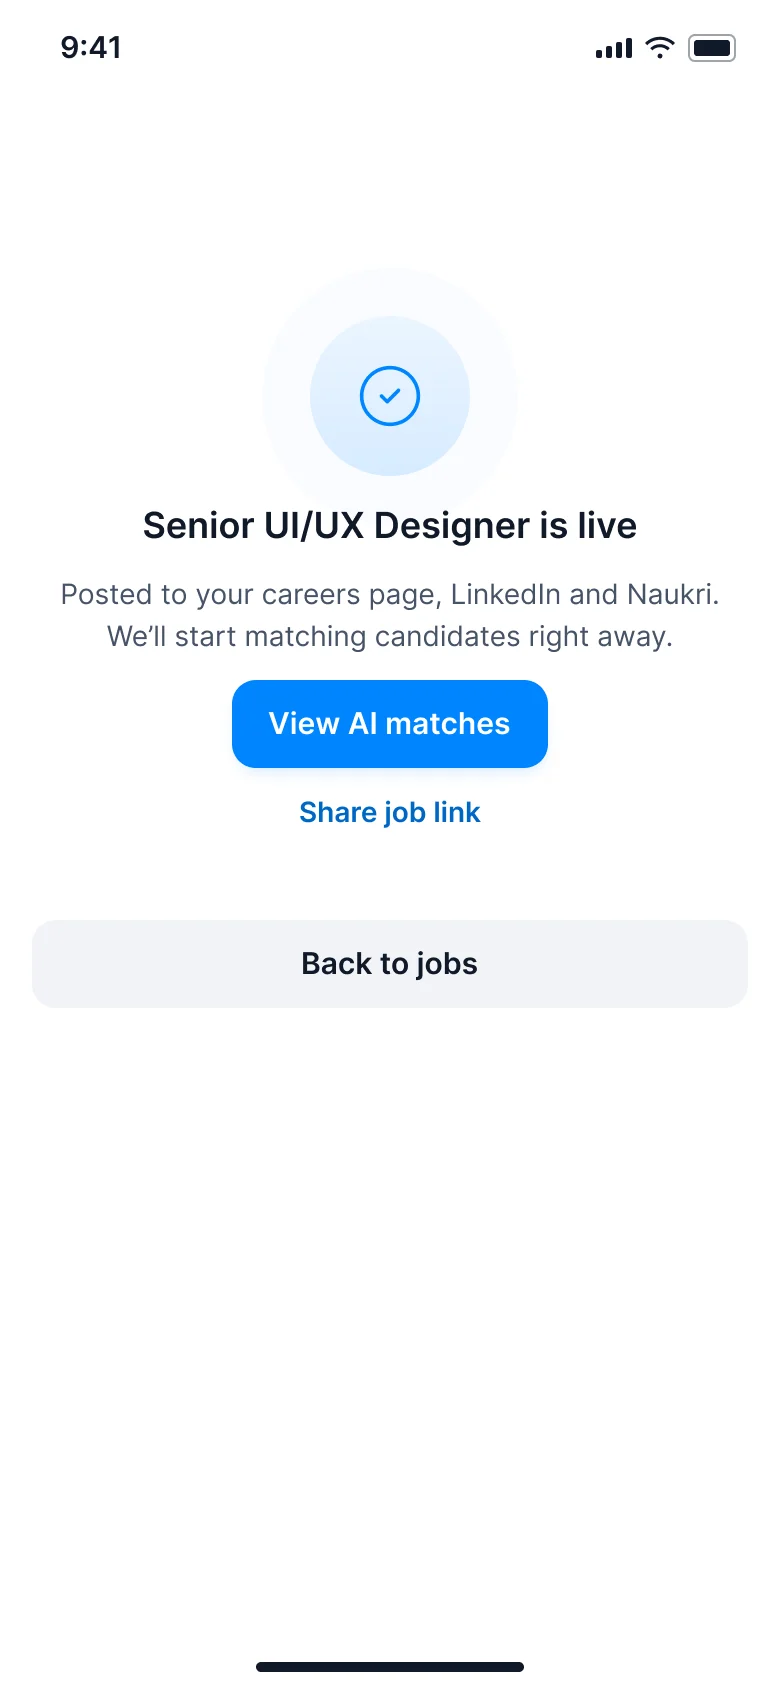 9:41
Senior UI/UX Designer is live
Posted to your careers page, LinkedIn and Naukri.
We’ll start matching candidates right away.
View AI matches
Share job link
Back to jobs